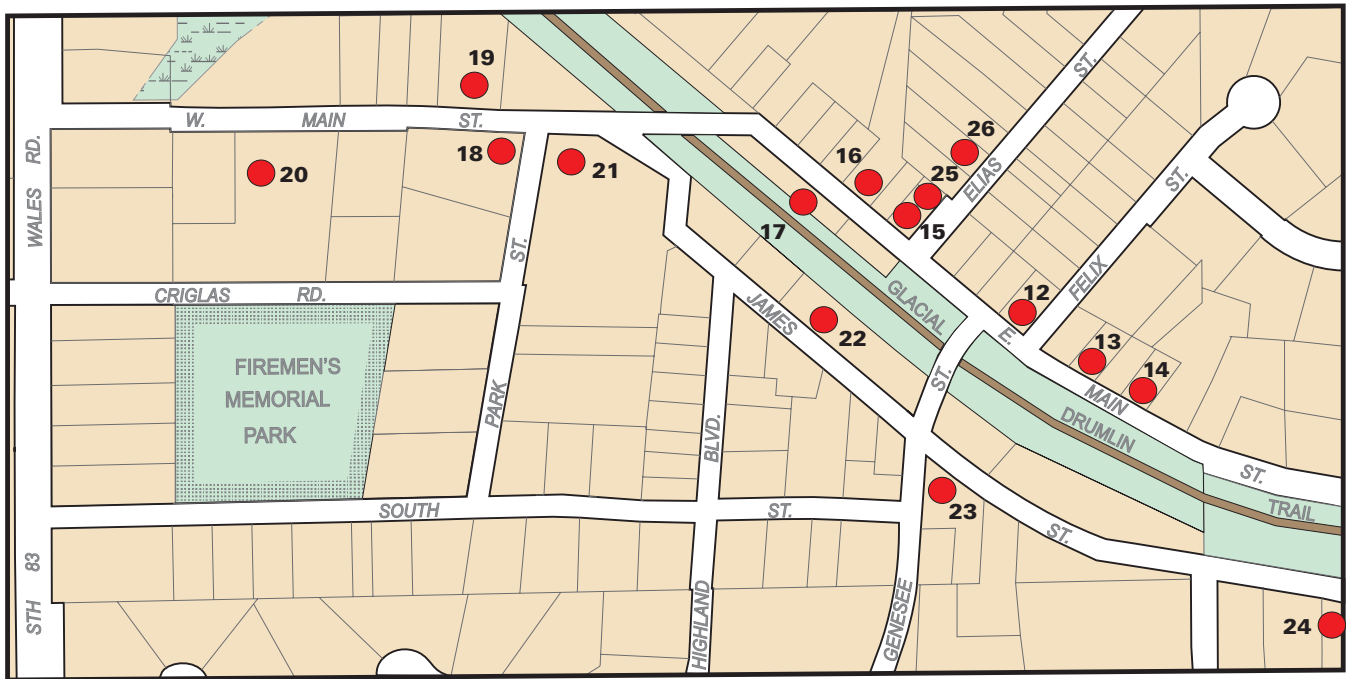 19
W. MAIN ST.
WALES RD.
18
20
21
16
26
25
15
17
ELIAS ST.
ST.
CRIGLAS RD.
FIREMEN'S
MEMORIAL
PARK
PARK ST.
JAMES ST.
22
GLACIAL
DRUMLIN
TRAIL
E. MAIN ST.
12
FELIX ST.
13
14
SOUTH ST.
HIGHLAND BLVD.
GENESEE ST.
23
STH 83
24